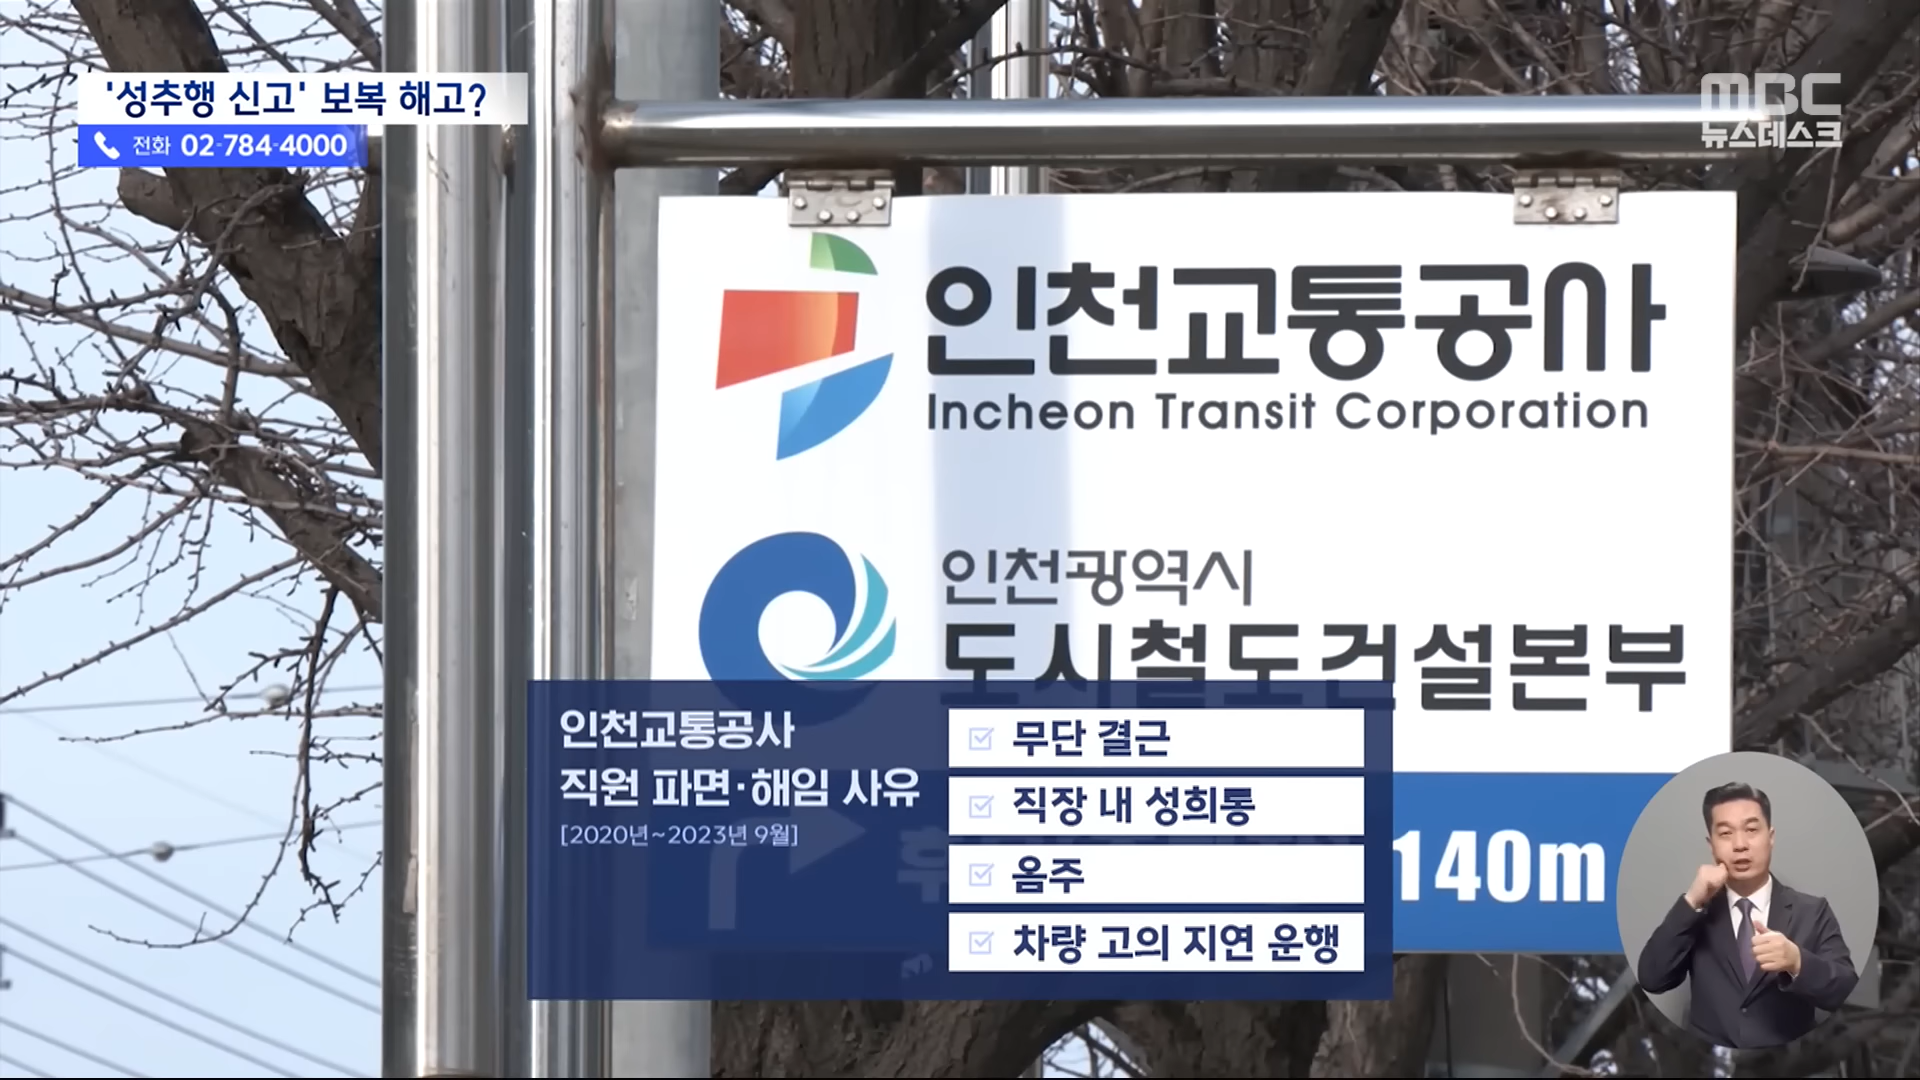 '성추행 신고' 보복 해고?
전화 02-784-4000
MBC
뉴스데스크
인천교통공사
Incheon Transit Corporation
인천광역시
도시철도건설본부
140m
인천교통공사
직원 파면·해임 사유
[2020년~2023년 9월]
무단 결근
직장 내 성희롱
음주
차량 고의 지연 운행